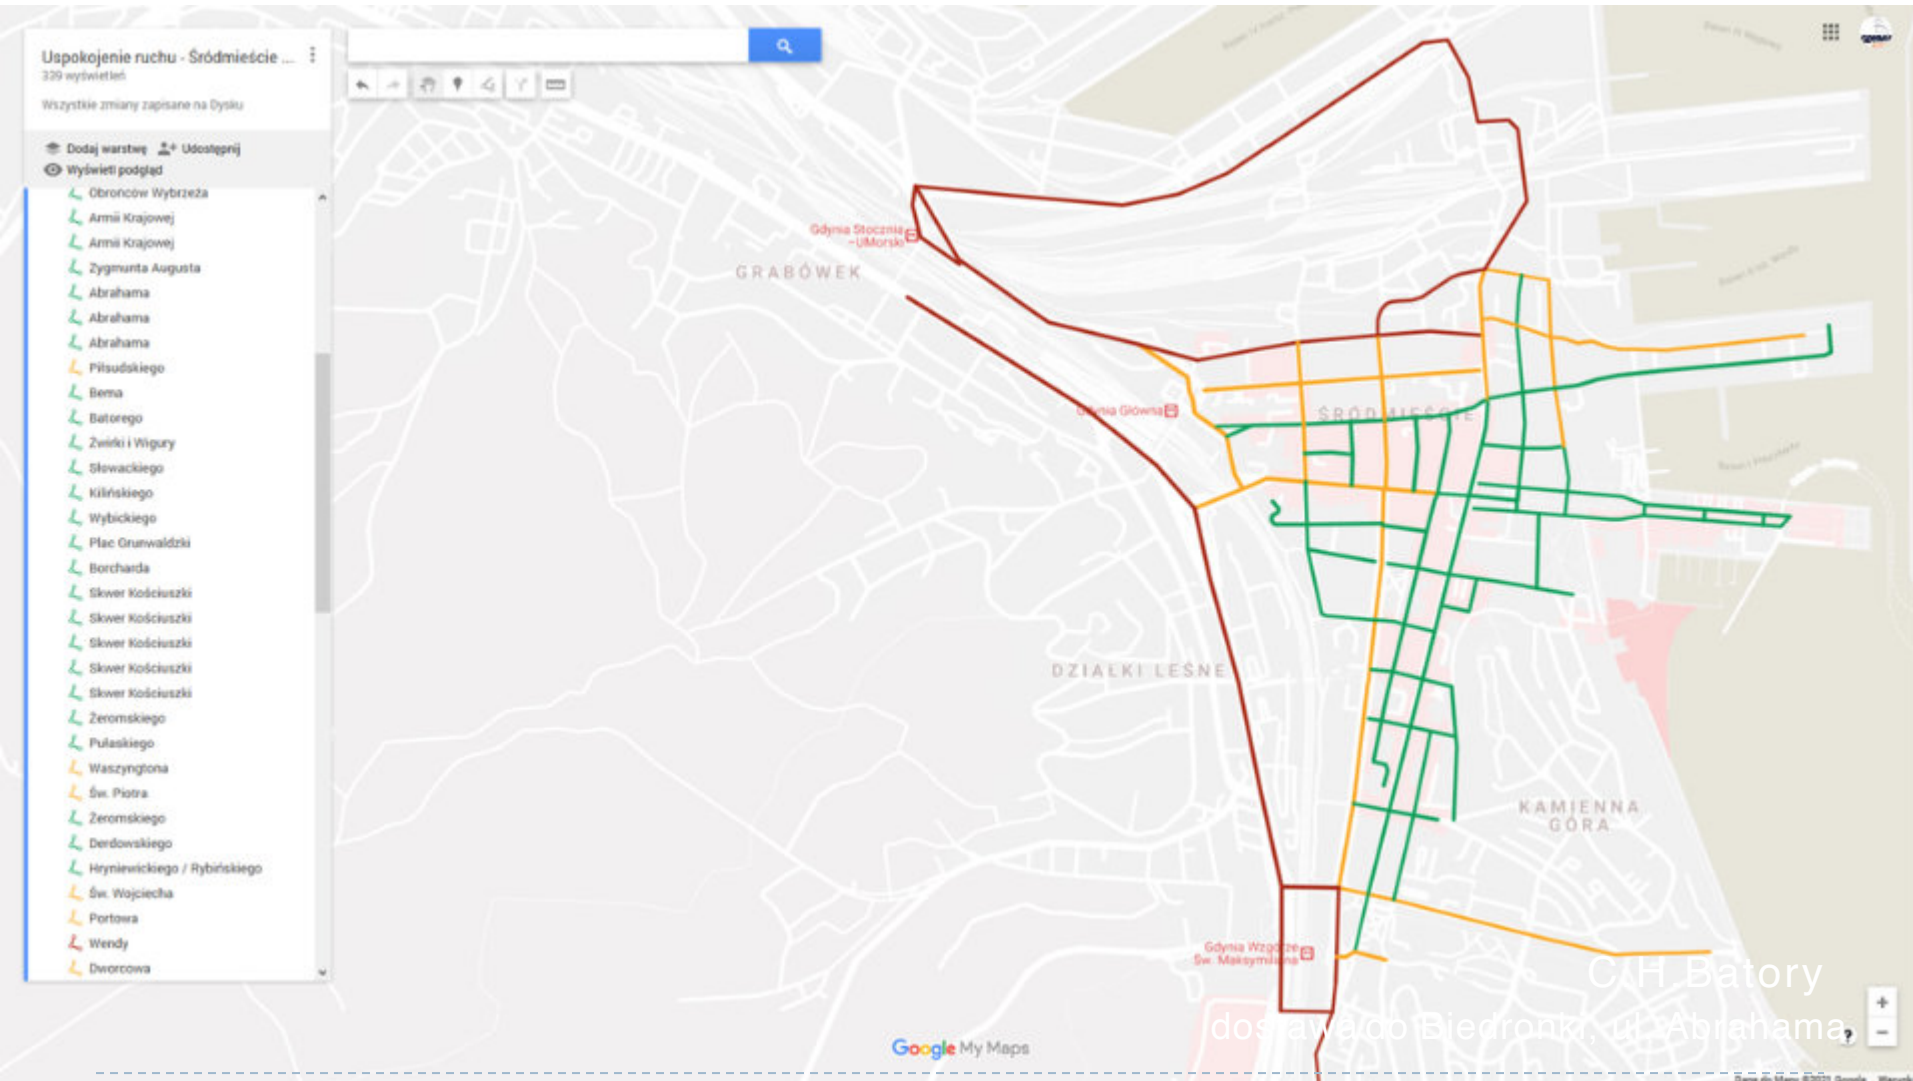 Uspokojenie ruchu - Śródmieście ...
339 wyświetleń
Wszystkie zmiany zapisane na Dysku
Dodaj warstwę Udostępnij
Wyświetl podgląd
Obrońców Wybrzeża
Armii Krajowej
Armii Krajowej
Zygmunta Augusta
Abrahama
Abrahama
Abrahama
Piłsudskiego
Bema
Batorego
Żwirki i Wigury
Słowackiego
Kilińskiego
Wybickiego
Plac Grunwaldzki
Borcharda
Skwer Kościuszki
Skwer Kościuszki
Skwer Kościuszki
Skwer Kościuszki
Skwer Kościuszki
Żeromskiego
Pułaskiego
Waszyngtona
Św. Piotra
Żeromskiego
Derdowskiego
Hryniewickiego / Rybińskiego
Św. Wojciecha
Portowa
Wendy
Dworcowa
Gdynia Stocznia
-UMorski
GRABÓWEK
Gdynia Główna
ŚRÓDMIEŚCIE
DZIAŁKI LEŚNE
KAMIENNA
GÓRA
Gdynia Wzgórze
Św. Maksymiliana
C.H.Batory
dostawa do Biedronki, ul. Abrahama
Google My Maps